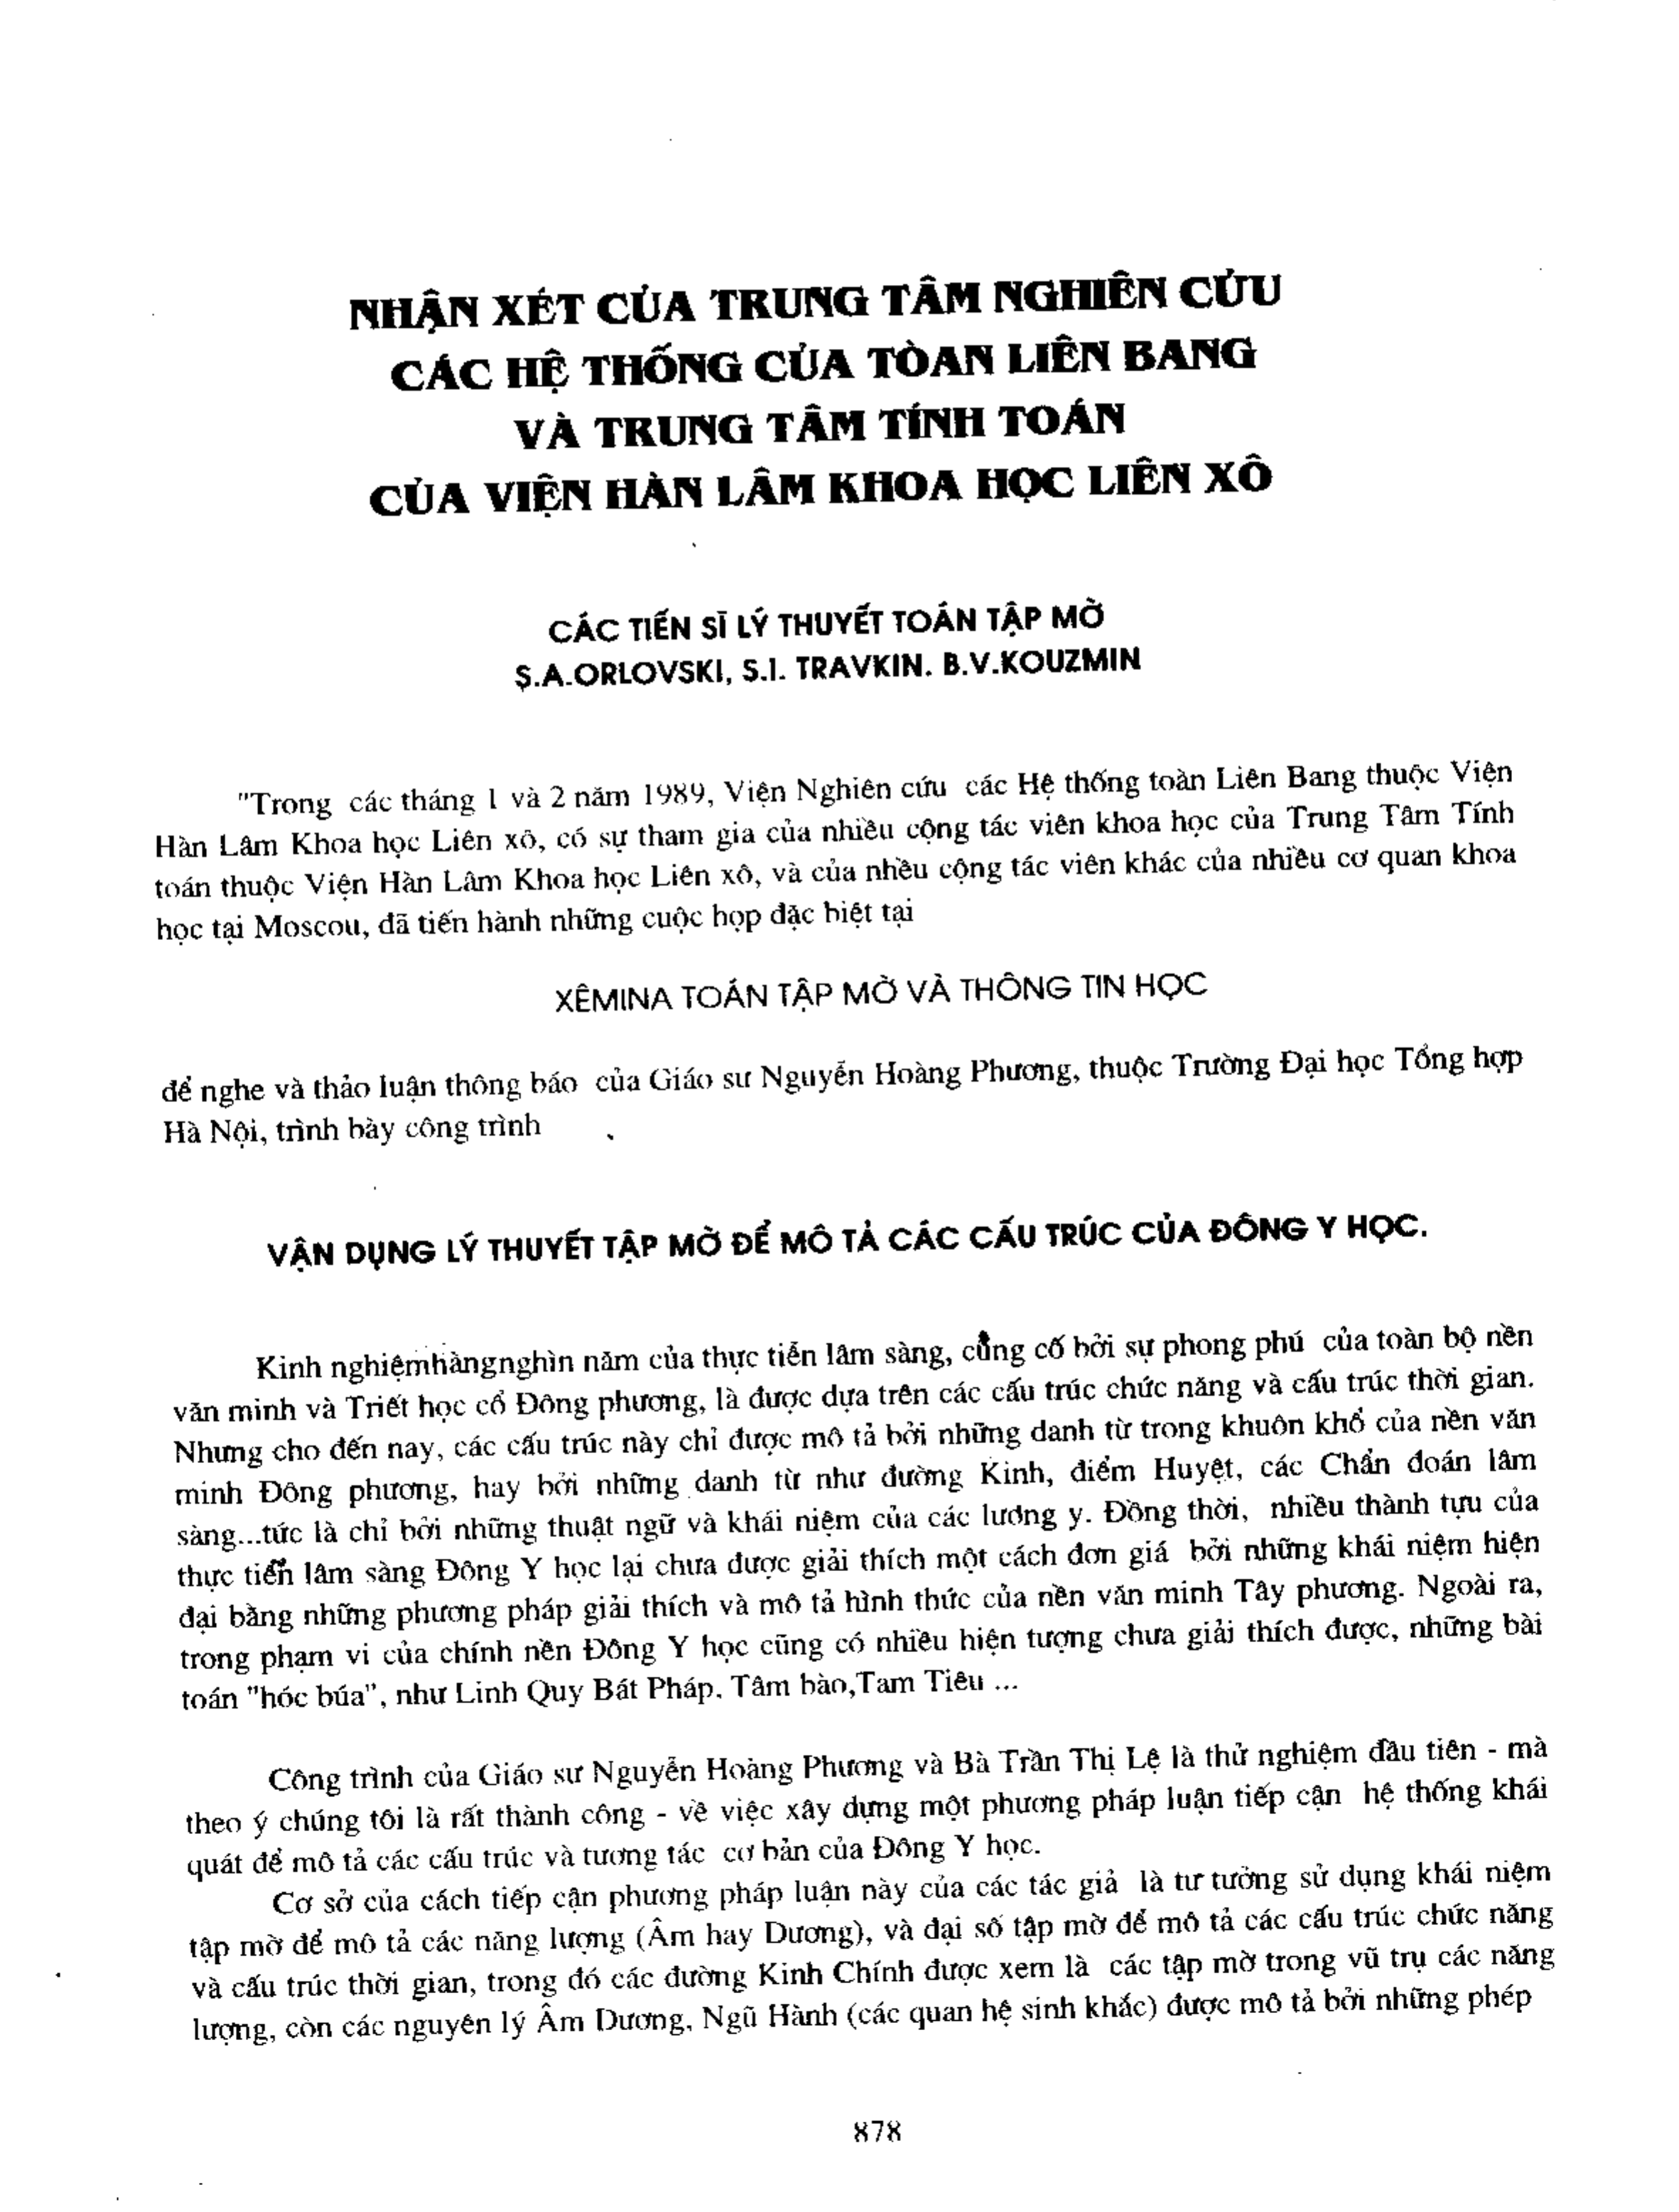 NHẬN XÉT CỦA TRUNG TÂM NGHIÊN CỨU
CÁC HỆ THỐNG CỦA TÒAN LIÊN BANG
VÀ TRUNG TÂM TÍNH TOÁN
CỦA VIỆN HÀN LÂM KHOA HỌC LIÊN XÔ
CÁC TIẾN SĨ LÝ THUYẾT TOÁN TẬP MỜ
S.A.ORLOVSKI, S.I. TRAVKIN. B.V.KOUZMIN
"Trong các tháng 1 và 2 năm 1989, Viện Nghiên cứu các Hệ thống toàn Liên Bang thuộc Viện
Hàn Lâm Khoa học Liên xô, có sự tham gia của nhiều cộng tác viên khoa học của Trung Tâm Tính
toán thuộc Viện Hàn Lâm Khoa học Liên xô, và của nhều cộng tác viên khác của nhiều cơ quan khoa
học tại Moscou, đã tiến hành những cuộc họp đặc biệt tại
XÊMINA TOÁN TẬP MỜ VÀ THÔNG TIN HỌC
để nghe và thảo luận thông báo của Giáo sư Nguyễn Hoàng Phương, thuộc Trường Đại học Tổng hợp
Hà Nội, trình bày công trình
VẬN DỤNG LÝ THUYẾT TẬP MỜ ĐỂ MÔ TẢ CÁC CẤU TRÚC CỦA ĐÔNG Y HỌC.
Kinh nghiệmhàngnghìn năm của thực tiễn lâm sàng, củng cố bởi sự phong phú của toàn bộ nền
văn minh và Triết học cổ Đông phương, là được dựa trên các cấu trúc chức năng và cấu trúc thời gian.
Nhưng cho đến nay, các cấu trúc này chỉ được mô tả bởi những danh từ trong khuôn khổ của nền văn
minh Đông phương, hay bởi những danh từ như đường Kinh, điểm Huyệt, các Chẩn đoán lâm
sàng...tức là chỉ bởi những thuật ngữ và khái niệm của các lương y. Đồng thời, nhiều thành tựu của
thực tiễn lâm sàng Đông Y học lại chưa được giải thích một cách đơn giá bởi những khái niệm hiện
đại bằng những phương pháp giải thích và mô tả hình thức của nền văn minh Tây phương. Ngoài ra,
trong phạm vi của chính nền Đông Y học cũng có nhiều hiện tượng chưa giải thích được, những bài
toán "hóc búa", như Linh Quy Bát Pháp. Tâm bào,Tam Tiêu ...
Công trình của Giáo sư Nguyễn Hoàng Phương và Bà Trần Thị Lệ là thử nghiệm đầu tiên - mà
theo ý chúng tôi là rất thành công - về việc xây dựng một phương pháp luận tiếp cận hệ thống khái
quát để mô tả các cấu trúc và tương tác cơ bản của Đông Y học.
Cơ sở của cách tiếp cận phương pháp luận này của các tác giả là tư tưởng sử dụng khái niệm
tập mờ để mô tả các năng lượng (Âm hay Dương), và đại số tập mờ để mô tả các cấu trúc chức năng
và cấu trúc thời gian, trong đó các đường Kinh Chính được xem là các tập mờ trong vũ trụ các năng
lượng, còn các nguyên lý Âm Dương, Ngũ Hành (các quan hệ sinh khắc) được mô tả bởi những phép
878